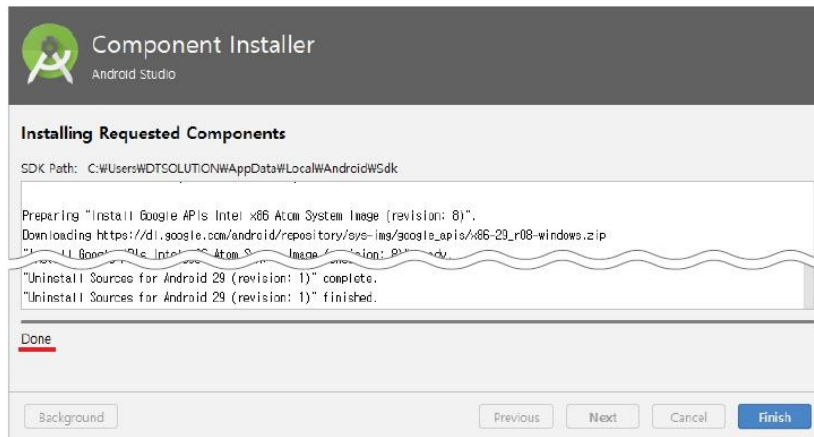 Component Installer
Android Studio
Installing Requested Components
SDK Path: C:₩Users₩DTSOLUTION₩AppData₩Local₩Android₩Sdk
Preparing "Install Google APIs Intel x86 Atom System Image (revision: 8)".
Downloading https://dl.google.com/android/repository/sys-img/google_apis/x86-29_r08-windows.zip
"Uninstall Sources for Android 29 (revision: 1)" complete.
"Uninstall Sources for Android 29 (revision: 1)" finished.
Done
Background Previous Next Cancel Finish